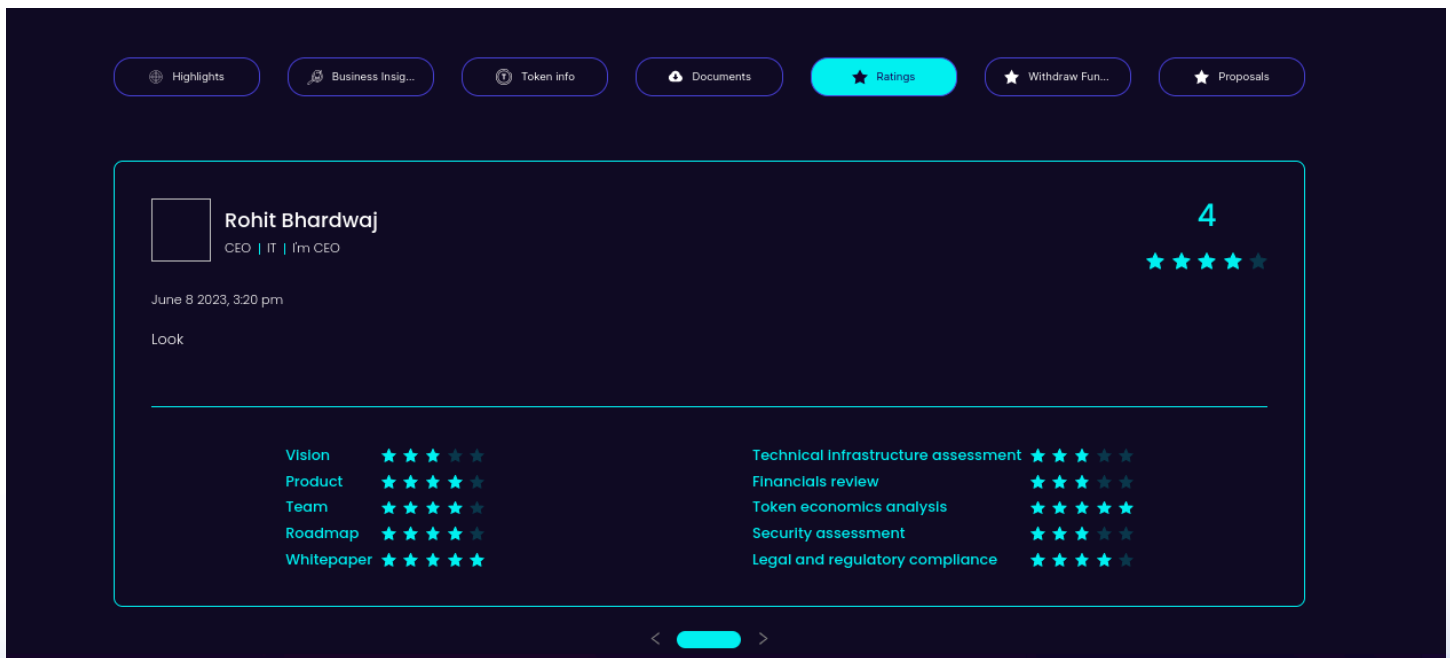 Highlights
Business Insig...
Token info
Documents
Ratings
Withdraw Fun...
Proposals
Rohit Bhardwaj
CEO | IT | I'm CEO
4
June 8 2023, 3:20 pm
Look
Vision
Product
Team
Roadmap
Whitepaper
Technical infrastructure assessment
Financials review
Token economics analysis
Security assessment
Legal and regulatory compliance